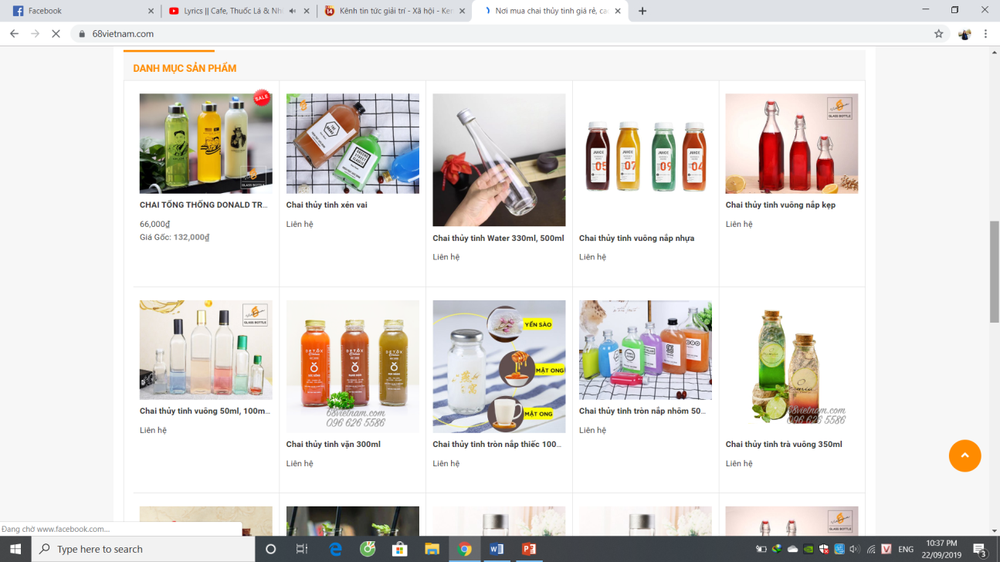 Facebook
Lyrics || Cafe, Thuốc Lá & Nh
Kênh tin tức giải trí - Xã hội - Ken
Nơi mua chai thủy tinh giá rẻ, cao
68vietnam.com
DANH MỤC SẢN PHẨM
SALE
GLASS BOTTLE
JUICE
05
JUICE
07
JUICE
09
JUICE
04
GLASS BOTTLE
CHAI TỔNG THỐNG DONALD TR...
66,000₫
Giá Gốc: 132,000₫
Chai thủy tinh xén vai
Liên hệ
Chai thủy tinh Water 330ml, 500ml
Liên hệ
Chai thủy tinh vuông nắp nhựa
Liên hệ
Chai thủy tinh vuông nắp kẹp
Liên hệ
GLASS BOTTLE
DETOX
DETOX
DETOX
68vietnam.com
096 626 5586
YẾN SÀO
MẬT ONG
MẬT ONG
68vietnam.com
096 626 5586
Chai thủy tinh vuông 50ml, 100m...
Liên hệ
Chai thủy tinh vặn 300ml
Liên hệ
Chai thủy tinh tròn nắp thiếc 100...
Liên hệ
Chai thủy tinh tròn nắp nhôm 50...
Liên hệ
Chai thủy tinh trà vuông 350ml
Liên hệ
GLASS BOTTLE
Đang chờ www.facebook.com...
Type here to search
ENG
10:37 PM
22/09/2019
3